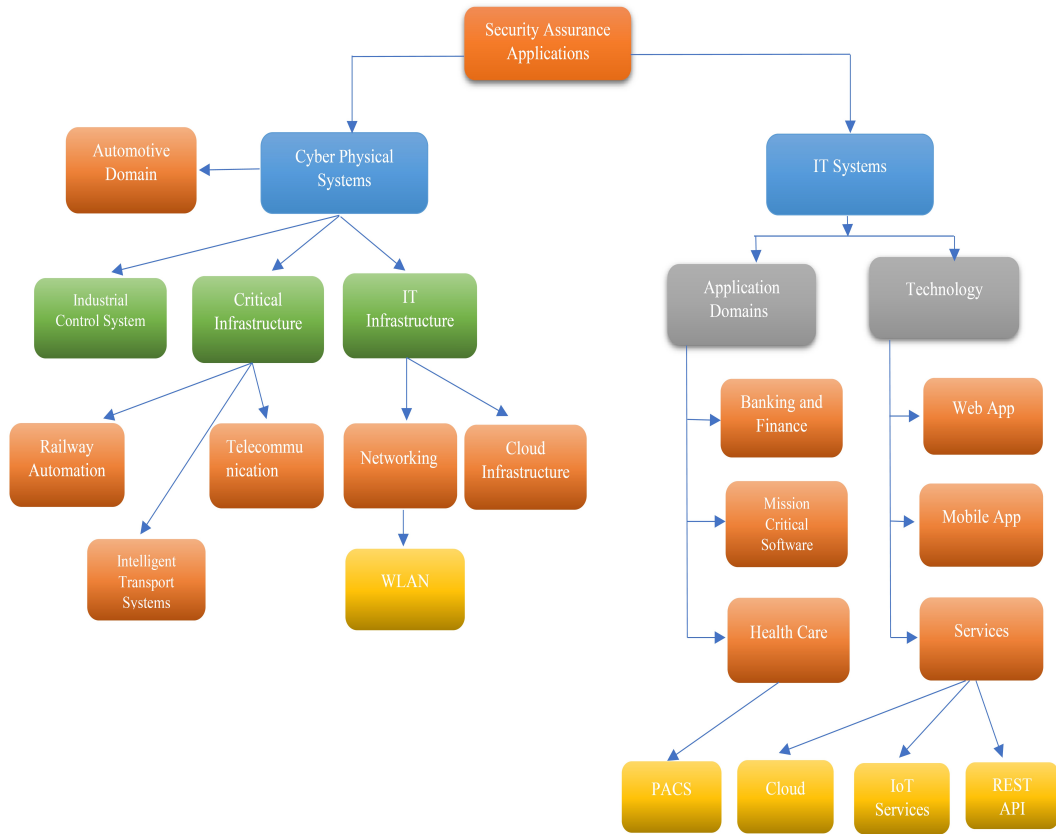 Security Assurance
Applications
Automotive
Domain
Cyber Physical
Systems
IT Systems
Industrial
Control System
Critical
Infrastructure
IT
Infrastructure
Application
Domains
Technology
Railway
Automation
Telecommu
nication
Networking
Cloud
Infrastructure
Banking and
Finance
Web App
Intelligent
Transport
Systems
WLAN
Mission
Critical
Software
Mobile App
Health Care
Services
PACS
Cloud
IoT
Services
REST
API